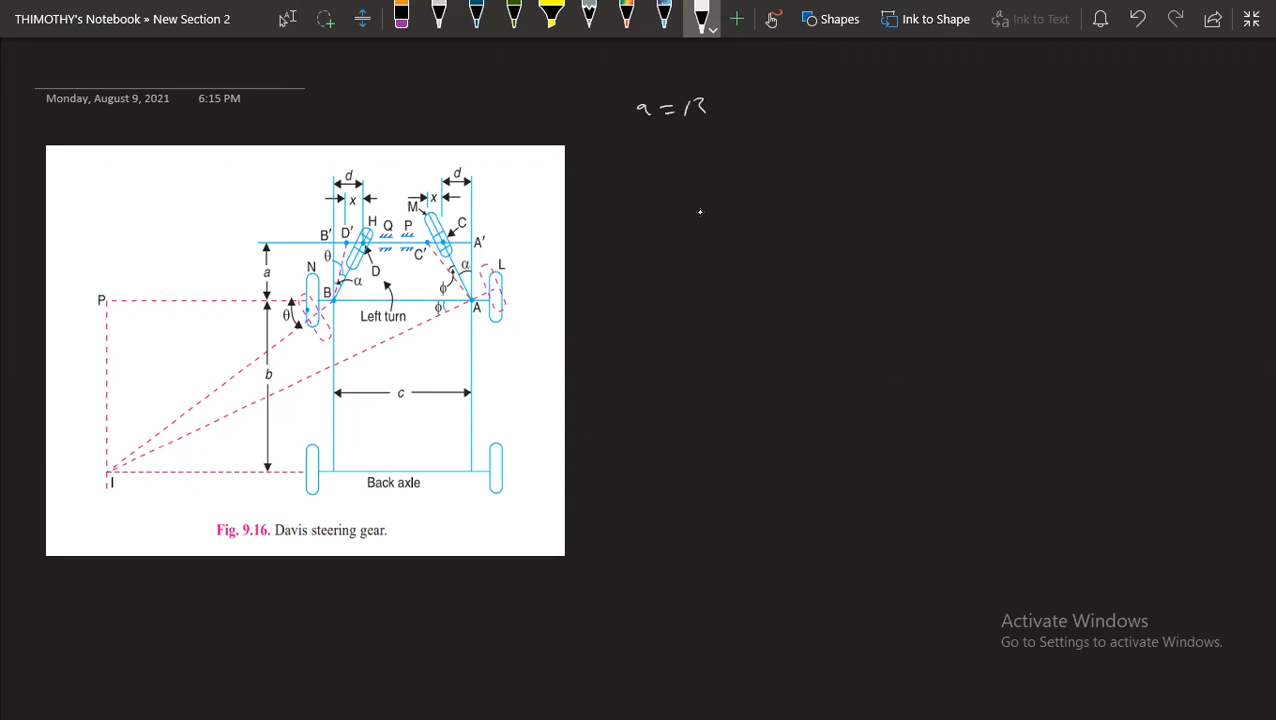 THIMOTHY's Notebook » New Section 2
Shapes
Ink to Shape
Ink to Text
Monday, August 9, 2021 6:15 PM
a = 13
d d
x x
M
H Q P C
B' D' A'
θ C'
a D α L
N α
ϕ
P B A
θ Left turn ϕ
b
c
I Back axle
Fig. 9.16. Davis steering gear.
Activate Windows
Go to Settings to activate Windows.